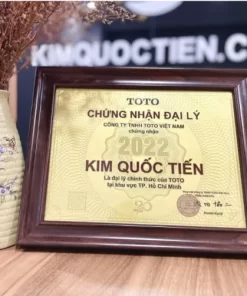 KIMQUOCTIEN.C
TOTO
CHỨNG NHẬN ĐẠI LÝ
CÔNG TY TNHH TOTO VIỆT NAM
chứng nhận
2022
KIM QUỐC TIẾN
Là đại lý chính thức của TOTO
tại khu vực TP. Hồ Chí Minh